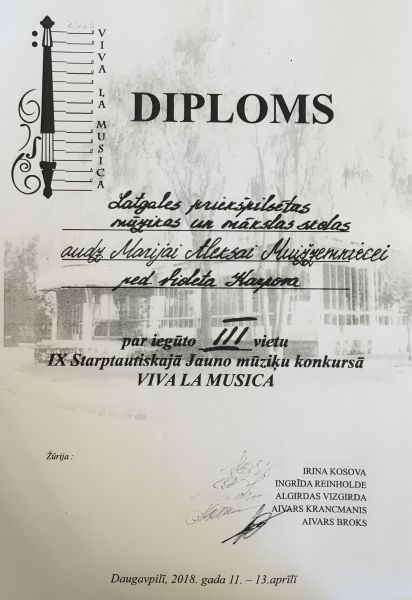 2018
VIVA LA MUSICA
DIPLOMS
Latgales priekšpilsētas
mūzikas un mākslas skolas
audz. Marijai Aleksai Muižzemniecei
ped. Karpova
par iegūto III vietu
IX Starptautiskajā Jauno mūziķu konkursā
VIVA LA MUSICA
Žūrija :
IRINA KOSOVA
INGRĪDA REINHOLDE
ALGIRDAS VIZGIRDA
AIVARS KRANCMANIS
AIVARS BROKS
Daugavpilī, 2018. gada 11. – 13.aprīlī